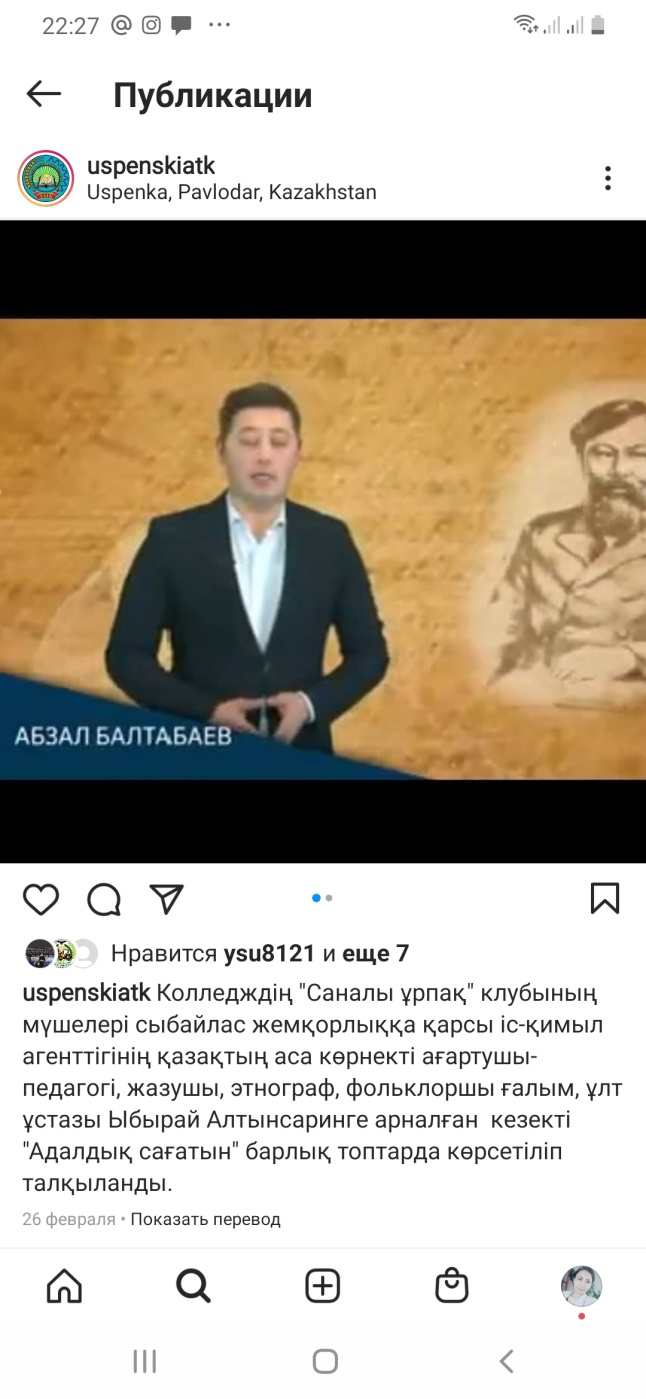 22:27
Публикации
uspenskiatk
Uspenka, Pavlodar, Kazakhstan
АБЗАЛ БАЛТАБАЕВ
Нравится ysu8121 и еще 7
uspenskiatk Колледждің "Саналы ұрпақ" клубының
мүшелері сыбайлас жемқорлыққа қарсы іс-қимыл
агенттігінің қазақтың аса көрнекті ағартушы-
педагогі, жазушы, этнограф, фольклоршы ғалым, ұлт
ұстазы Ыбырай Алтынсаринге арналған кезекті
"Адалдық сағатын" барлық топтарда көрсетіліп
талқыланды.
26 февраля • Показать перевод